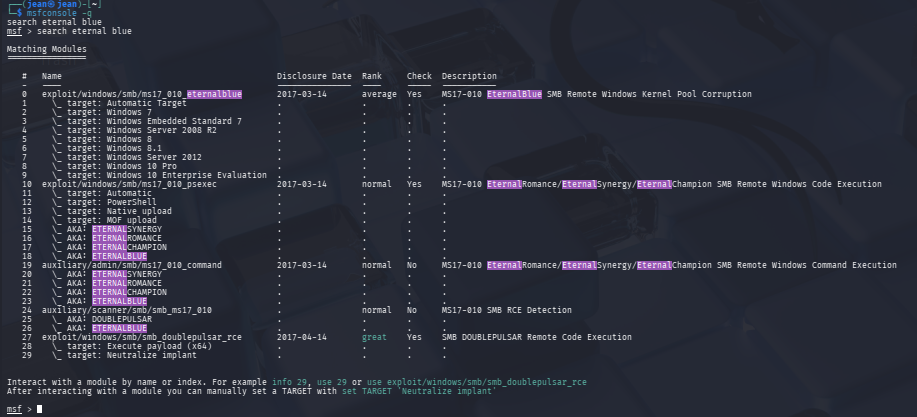 ┌──(jean㉿jean)-[~]
└─$ msfconsole -q
search eternal blue
msf > search eternal blue

Matching Modules
================

   #   Name                                           Disclosure Date  Rank     Check  Description
   -   ----                                           ---------------  ----     -----  -----------
   0   exploit/windows/smb/ms17_010_eternalblue       2017-03-14       average  Yes    MS17-010 EternalBlue SMB Remote Windows Kernel Pool Corruption
   1     \_ target: Automatic Target                  .                .        .      .
   2     \_ target: Windows 7                         .                .        .      .
   3     \_ target: Windows Embedded Standard 7       .                .        .      .
   4     \_ target: Windows Server 2008 R2            .                .        .      .
   5     \_ target: Windows 8                         .                .        .      .
   6     \_ target: Windows 8.1                       .                .        .      .
   7     \_ target: Windows Server 2012               .                .        .      .
   8     \_ target: Windows 10 Pro                    .                .        .      .
   9     \_ target: Windows 10 Enterprise Evaluation  .                .        .      .
   10  exploit/windows/smb/ms17_010_psexec            2017-03-14       normal   Yes    MS17-010 EternalRomance/EternalSynergy/EternalChampion SMB Remote Windows Code Execution
   11    \_ target: Automatic                         .                .        .      .
   12    \_ target: PowerShell                        .                .        .      .
   13    \_ target: Native upload                     .                .        .      .
   14    \_ target: MOF upload                        .                .        .      .
   15    \_ AKA: ETERNALSYNERGY                       .                .        .      .
   16    \_ AKA: ETERNALROMANCE                       .                .        .      .
   17    \_ AKA: ETERNALCHAMPION                      .                .        .      .
   18    \_ AKA: ETERNALBLUE                          .                .        .      .
   19  auxiliary/admin/smb/ms17_010_command           2017-03-14       normal   No     MS17-010 EternalRomance/EternalSynergy/EternalChampion SMB Remote Windows Command Execution
   20    \_ AKA: ETERNALSYNERGY                       .                .        .      .
   21    \_ AKA: ETERNALROMANCE                       .                .        .      .
   22    \_ AKA: ETERNALCHAMPION                      .                .        .      .
   23    \_ AKA: ETERNALBLUE                          .                .        .      .
   24  auxiliary/scanner/smb/smb_ms17_010             .                normal   No     MS17-010 SMB RCE Detection
   25    \_ AKA: DOUBLEPULSAR                         .                .        .      .
   26    \_ AKA: ETERNALBLUE                          .                .        .      .
   27  exploit/windows/smb/smb_doublepulsar_rce       2017-04-14       great    Yes    SMB DOUBLEPULSAR Remote Code Execution
   28    \_ target: Execute payload (x64)             .                .        .      .
   29    \_ target: Neutralize implant                .                .        .      .

Interact with a module by name or index. For example info 29, use 29 or use exploit/windows/smb/smb_doublepulsar_rce
After interacting with a module you can manually set a TARGET with set TARGET 'Neutralize implant'

msf >